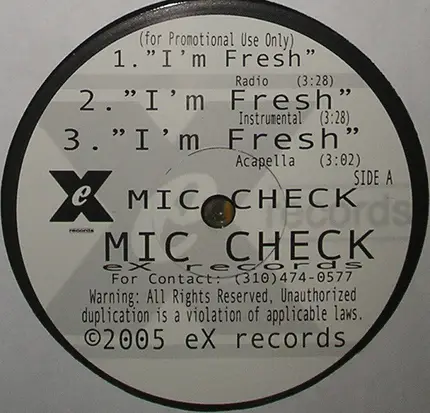 (for Promotional Use Only)
1."I'm Fresh"
Radio (3:28)
2."I'm Fresh"
Instrumental (3:28)
3."I'm Fresh"
Acapella (3:02)
SIDE A
eX
records
MIC CHECK
MIC CHECK
eX records
For Contact: (310)474-0577
Warning: All Rights Reserved, Unauthorized
duplication is a violation of applicable laws.
©2005 eX records